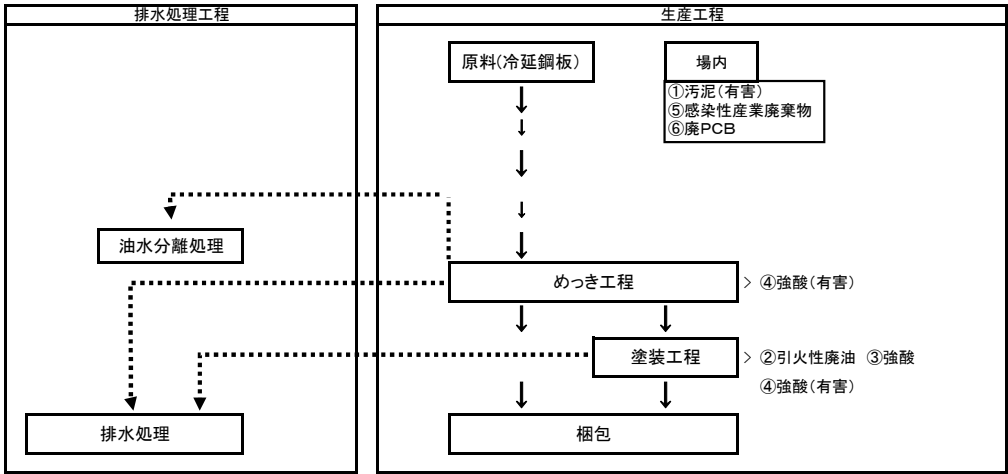 排水処理工程
生産工程
原料(冷延鋼板)
場内
①汚泥(有害)
⑤感染性産業廃棄物
⑥廃PCB
油水分離処理
めっき工程
> ④強酸(有害)
塗装工程
> ②引火性廃油 ③強酸
④強酸(有害)
排水処理
梱包